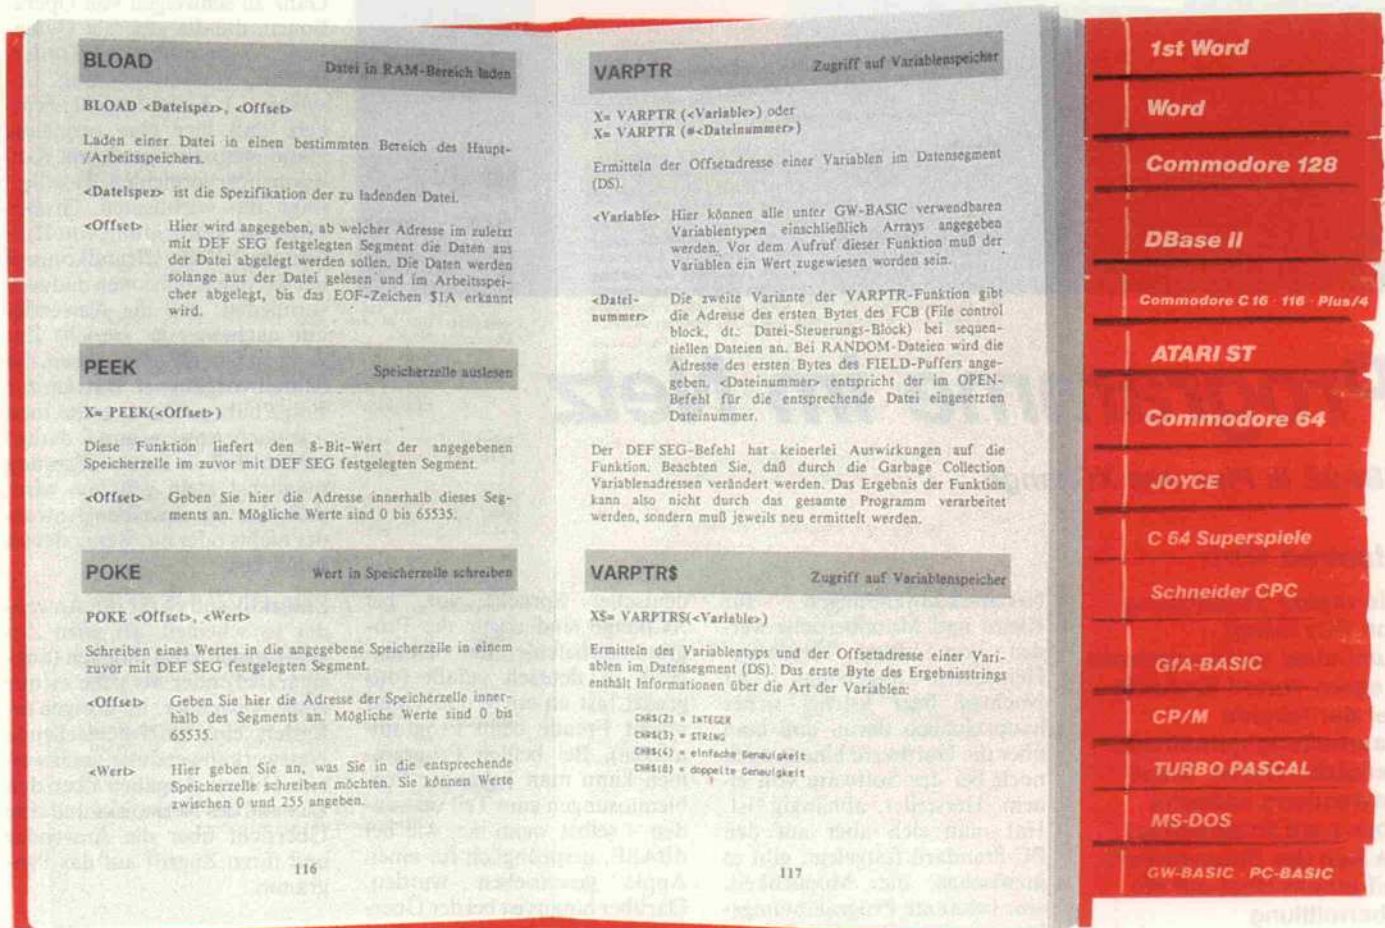 BLOAD Datei in RAM-Bereich laden
BLOAD <Dateispez>, <Offset>
Laden einer Datei in einen bestimmten Bereich des Haupt-
/Arbeitsspeichers.
<Dateispez> ist die Spezifikation der zu ladenden Datei.
<Offset> Hier wird angegeben, ab welcher Adresse im zuletzt
mit DEF SEG festgelegten Segment die Daten aus
der Datei abgelegt werden sollen. Die Daten werden
solange aus der Datei gelesen und im Arbeitsspei-
cher abgelegt, bis das EOF-Zeichen $1A erkannt
wird.
PEEK Speicherzelle auslesen
X= PEEK(<Offset>)
Diese Funktion liefert den 8-Bit-Wert der angegebenen
Speicherzelle im zuvor mit DEF SEG festgelegten Segment.
<Offset> Geben Sie hier die Adresse innerhalb dieses Seg-
ments an. Mögliche Werte sind 0 bis 65535.
POKE Wert in Speicherzelle schreiben
POKE <Offset>, <Wert>
Schreiben eines Wertes in die angegebene Speicherzelle in einem
zuvor mit DEF SEG festgelegten Segment.
<Offset> Geben Sie hier die Adresse der Speicherzelle inner-
halb des Segments an. Mögliche Werte sind 0 bis
65535.
<Wert> Hier geben Sie an, was Sie in die entsprechende
Speicherzelle schreiben möchten. Sie können Werte
zwischen 0 und 255 angeben.
116
VARPTR Zugriff auf Variablenspeicher
X= VARPTR (<Variable>) oder
X= VARPTR (#<Dateinummer>)
Ermitteln der Offsetadresse einer Variablen im Datensegment
(DS).
<Variable> Hier können alle unter GW-BASIC verwendbaren
Variablentypen einschließlich Arrays angegeben
werden. Vor dem Aufruf dieser Funktion muß der
Variablen ein Wert zugewiesen worden sein.
<Datei- Die zweite Variante der VARPTR-Funktion gibt
nummer> die Adresse des ersten Bytes des FCB (File control
block, dt.: Datei-Steuerungs-Block) bei sequen-
tiellen Dateien an. Bei RANDOM-Dateien wird die
Adresse des ersten Bytes des FIELD-Puffers ange-
geben. <Dateinummer> entspricht der im OPEN-
Befehl für die entsprechende Datei eingesetzten
Dateinummer.
Der DEF SEG-Befehl hat keinerlei Auswirkungen auf die
Funktion. Beachten Sie, daß durch die Garbage Collection
Variablenadressen verändert werden. Das Ergebnis der Funktion
kann also nicht durch das gesamte Programm verarbeitet
werden, sondern muß jeweils neu ermittelt werden.
VARPTR$ Zugriff auf Variablenspeicher
X$= VARPTR$(<Variable>)
Ermitteln des Variablentyps und der Offsetadresse einer Vari-
ablen im Datensegment (DS). Das erste Byte des Ergebnisstrings
enthält Informationen über die Art der Variablen:
CHR$(2) = INTEGER
CHR$(3) = STRING
CHR$(4) = einfache Genauigkeit
CHR$(8) = doppelte Genauigkeit
117
1st Word
Word
Commodore 128
DBase II
Commodore C 16 · 116 · Plus/4
ATARI ST
Commodore 64
JOYCE
C 64 Superspiele
Schneider CPC
GfA-BASIC
CP/M
TURBO PASCAL
MS-DOS
GW-BASIC · PC-BASIC